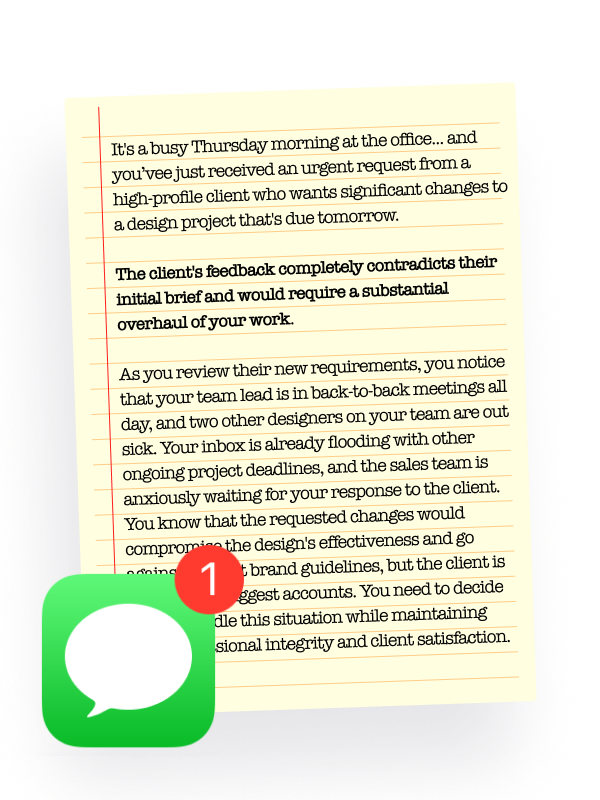 It's a busy Thursday morning at the office... and
you'vee just received an urgent request from a
high-profile client who wants significant changes to
a design project that's due tomorrow.
The client's feedback completely contradicts their
initial brief and would require a substantial
overhaul of your work.
As you review their new requirements, you notice
that your team lead is in back-to-back meetings all
day, and two other designers on your team are out
sick. Your inbox is already flooding with other
ongoing project deadlines, and the sales team is
anxiously waiting for your response to the client.
You know that the requested changes would
compromise the design's effectiveness and go
brand guidelines, but the client is
accounts. You need to decide
this situation while maintaining
integrity and client satisfaction.
1